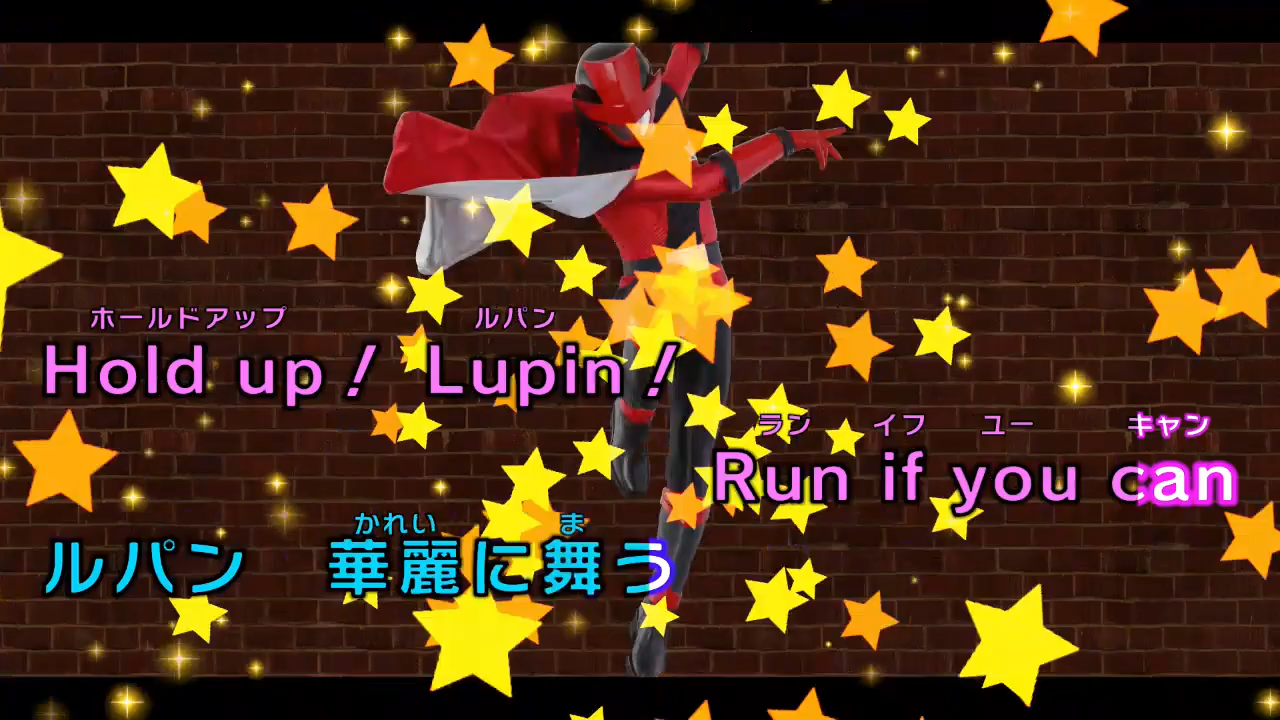 ホールドアップ ルパン
Hold up！ Lupin！
ラン イフ ユー キャン
Run if you can
かれい ま
ルパン 華麗に舞う